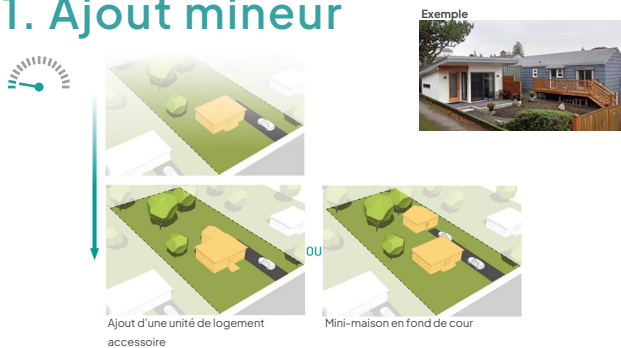 1. Ajout mineur
Exemple
OU
Ajout d'une unité de logement
accessoire
Mini-maison en fond de cour